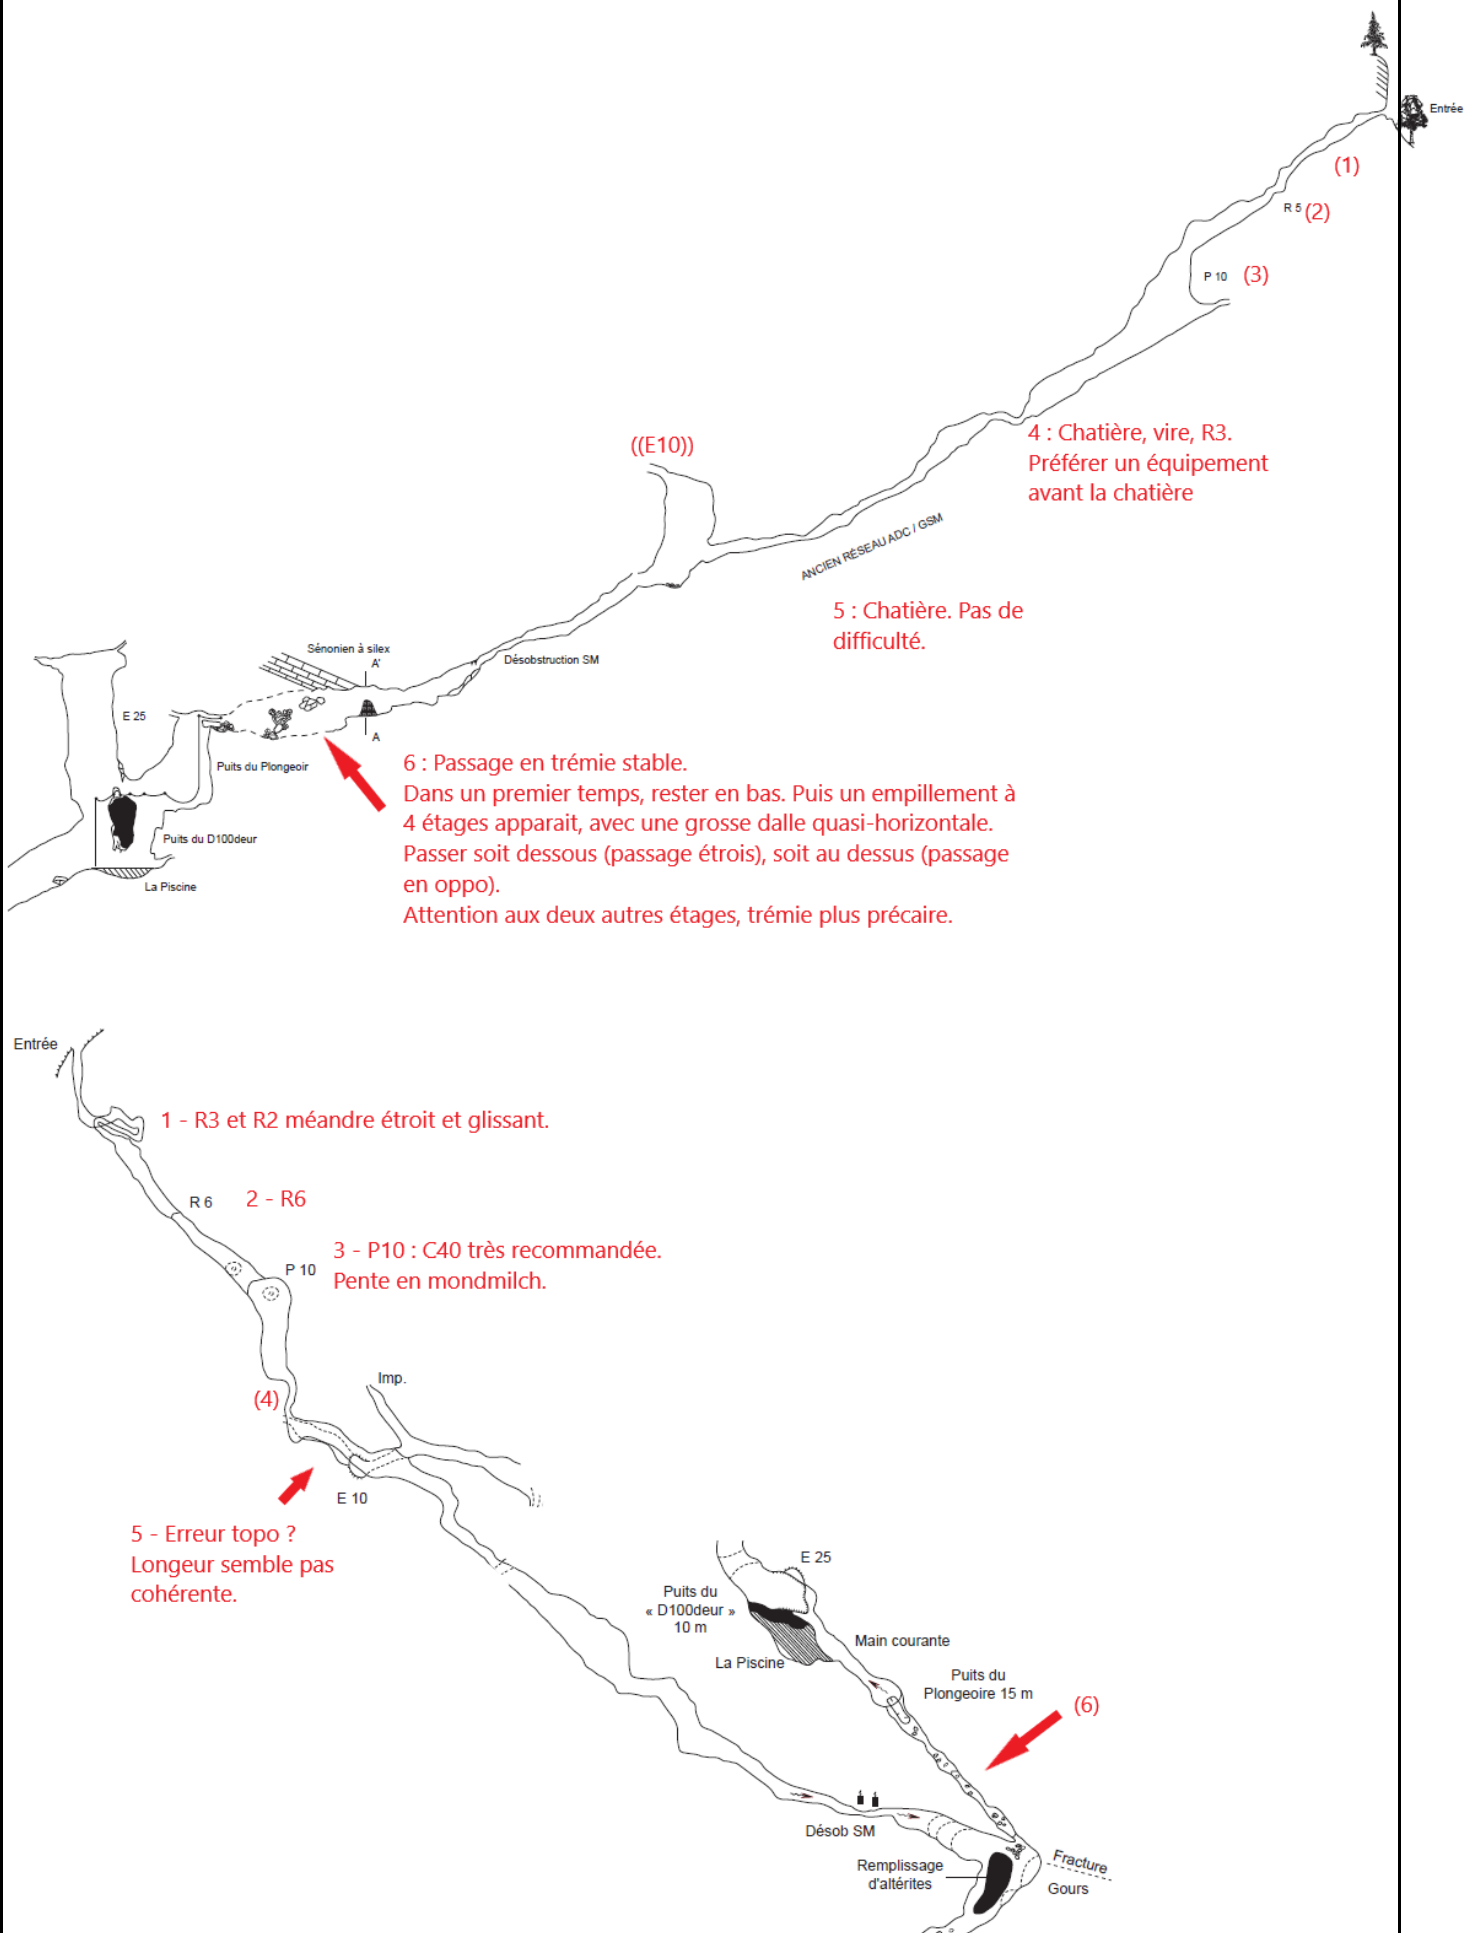 Entrée
(1)
R 5 (2)
P 10 (3)
4 : Chatière, vire, R3.
Préférer un équipement
avant la chatière
((E10))
ANCIEN RÉSEAU ADC / GSM
5 : Chatière. Pas de
difficulté.
Sénonien à silex
A'
Désobstruction SM
E 25
A
Puits du Plongeoir
6 : Passage en trémie stable.
Dans un premier temps, rester en bas. Puis un empillement à
4 étages apparait, avec une grosse dalle quasi-horizontale.
Passer soit dessous (passage étrois), soit au dessus (passage
en oppo).
Attention aux deux autres étages, trémie plus précaire.
Puits du D100deur
La Piscine
Entrée
1 - R3 et R2 méandre étroit et glissant.
R 6
2 - R6
3 - P10 : C40 très recommandée.
Pente en mondmilch.
P 10
Imp.
(4)
E 10
5 - Erreur topo ?
Longeur semble pas
cohérente.
E 25
Puits du
« D100deur »
10 m
Main courante
La Piscine
Puits du
Plongeoire 15 m
(6)
Désob SM
Remplissage
d'altérites
Fracture
Gours